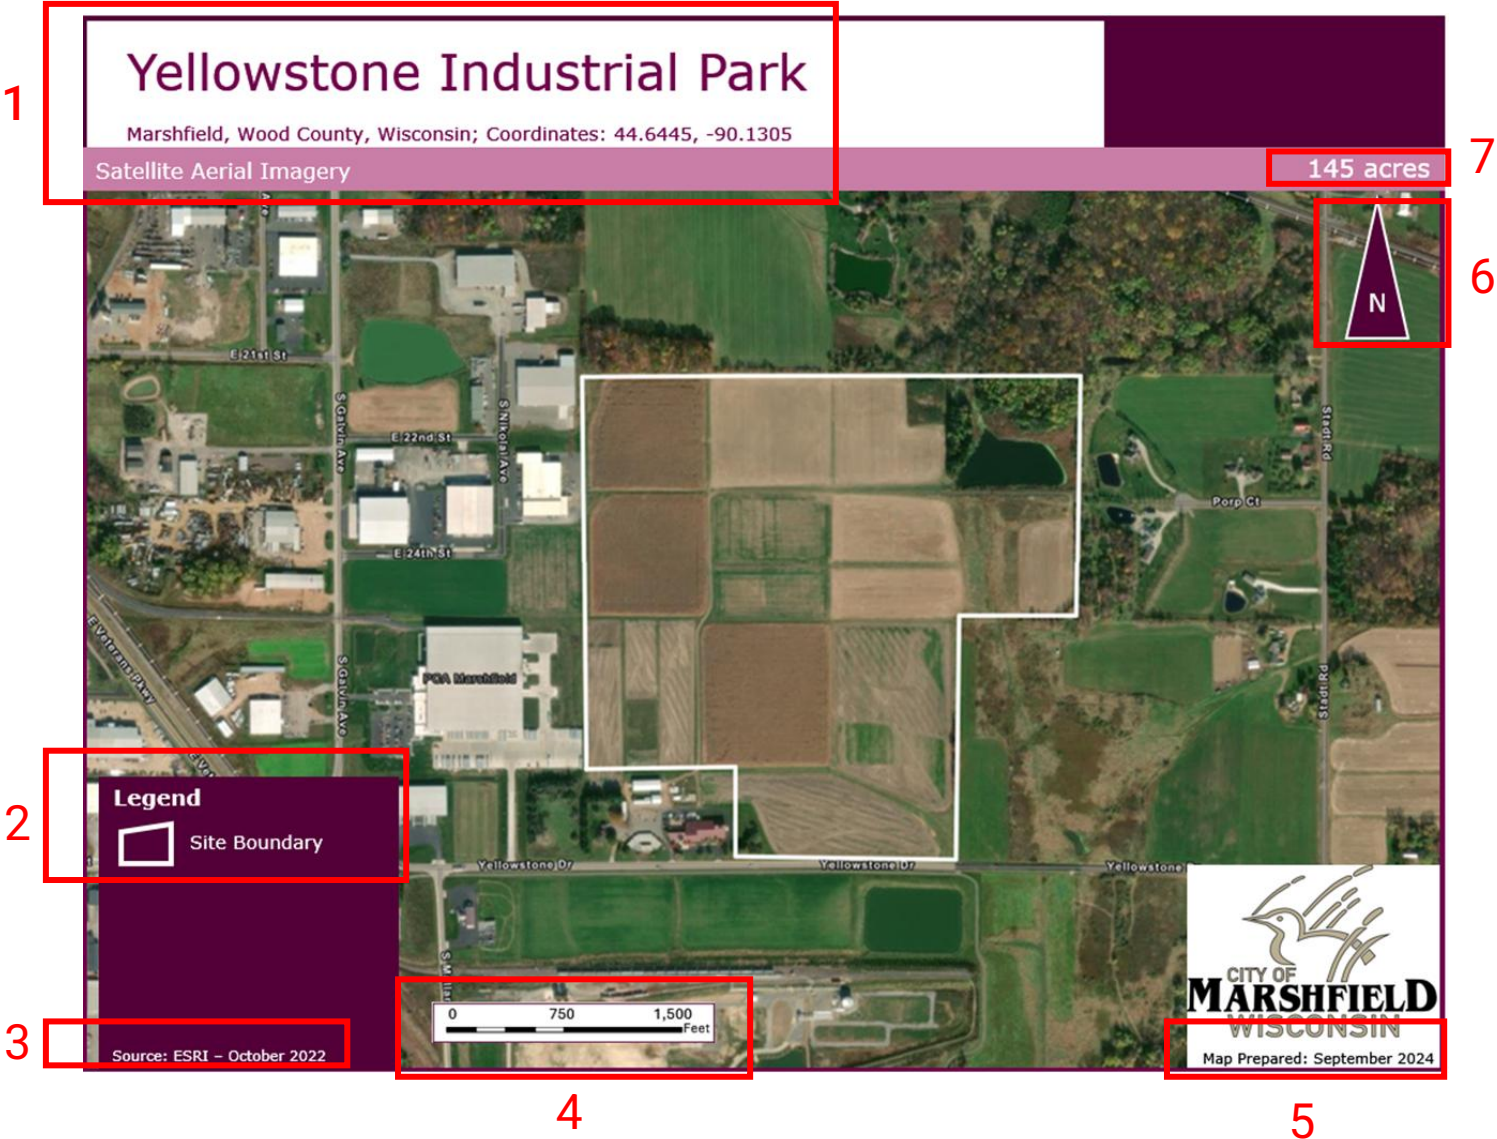 1
Yellowstone Industrial Park
Marshfield, Wood County, Wisconsin; Coordinates: 44.6445, -90.1305
Satellite Aerial Imagery
145 acres
7
6
N
Ave
E 21st St
S Galvin Ave
E 22nd St
S Nikolai Ave
Stadt Rd
Porp Ct
E 24th St
E Veterans Pkwy
S Galvin Ave
PCA Marshfield
Stadt Rd
2
Legend
Site Boundary
Yellowstone Dr
Yellowstone Dr
Yellowstone
CITY OF
MARSHFIELD
WISCONSIN
0 750 1,500
Feet
3
Source: ESRI – October 2022
Map Prepared: September 2024
4
5